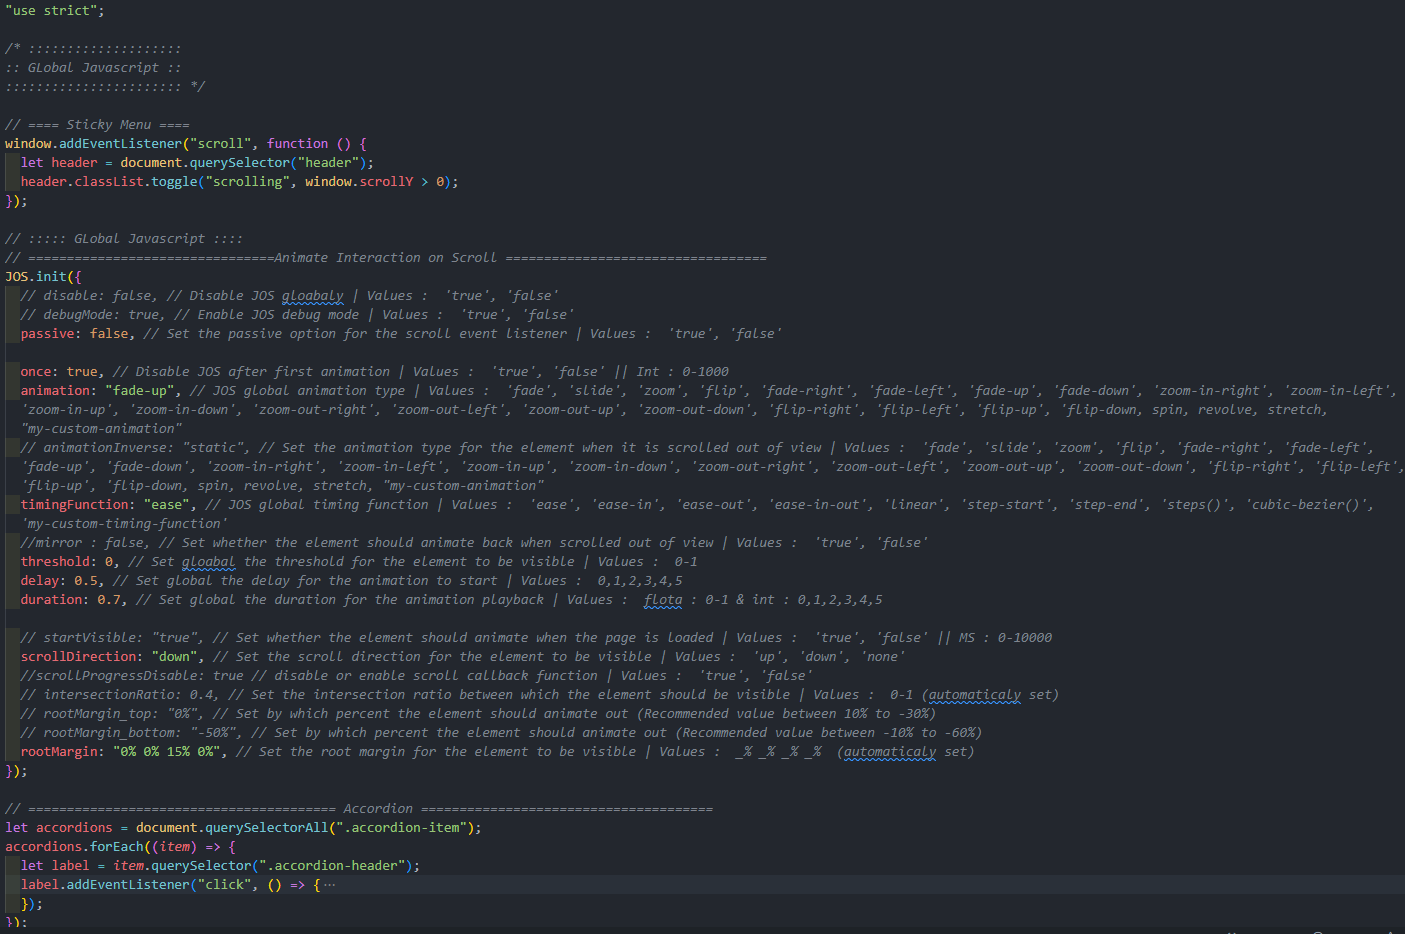 "use strict";
/* ::::::::::::::::::::
:: GLobal Javascript ::
::::::::::::::::::::::: */
// ==== Sticky Menu ====
window.addEventListener("scroll", function () {
let header = document.querySelector("header");
header.classList.toggle("scrolling", window.scrollY > 0);
});
// ::::: GLobal Javascript ::::
// ================================Animate Interaction on Scroll ==================================
JOS.init({
// disable: false, // Disable JOS gloabaly | Values :  'true', 'false'
// debugMode: true, // Enable JOS debug mode | Values :  'true', 'false'
passive: false, // Set the passive option for the scroll event listener | Values :  'true', 'false'
once: true, // Disable JOS after first animation | Values :  'true', 'false' || Int : 0-1000
animation: "fade-up", // JOS global animation type | Values :  'fade', 'slide', 'zoom', 'flip', 'fade-right', 'fade-left', 'fade-up', 'fade-down', 'zoom-in-right', 'zoom-in-left',
'zoom-in-up', 'zoom-in-down', 'zoom-out-right', 'zoom-out-left', 'zoom-out-up', 'zoom-out-down', 'flip-right', 'flip-left', 'flip-up', 'flip-down, spin, revolve, stretch,
"my-custom-animation"
// animationInverse: "static", // Set the animation type for the element when it is scrolled out of view | Values :  'fade', 'slide', 'zoom', 'flip', 'fade-right', 'fade-left',
'fade-up', 'fade-down', 'zoom-in-right', 'zoom-in-left', 'zoom-in-up', 'zoom-in-down', 'zoom-out-right', 'zoom-out-left', 'zoom-out-up', 'zoom-out-down', 'flip-right', 'flip-left',
'flip-up', 'flip-down, spin, revolve, stretch, "my-custom-animation"
timingFunction: "ease", // JOS global timing function | Values :  'ease', 'ease-in', 'ease-out', 'ease-in-out', 'linear', 'step-start', 'step-end', 'steps()', 'cubic-bezier()',
'my-custom-timing-function'
//mirror : false, // Set whether the element should animate back when scrolled out of view | Values :  'true', 'false'
threshold: 0, // Set gloabal the threshold for the element to be visible | Values :  0-1
delay: 0.5, // Set global the delay for the animation to start | Values :  0,1,2,3,4,5
duration: 0.7, // Set global the duration for the animation playback | Values :  flota : 0-1 & int : 0,1,2,3,4,5
// startVisible: "true", // Set whether the element should animate when the page is loaded | Values :  'true', 'false' || MS : 0-10000
scrollDirection: "down", // Set the scroll direction for the element to be visible | Values :  'up', 'down', 'none'
//scrollProgressDisable: true // disable or enable scroll callback function | Values :  'true', 'false'
// intersectionRatio: 0.4, // Set the intersection ratio between which the element should be visible | Values :  0-1 (automaticaly set)
// rootMargin_top: "0%", // Set by which percent the element should animate out (Recommended value between 10% to -30%)
// rootMargin_bottom: "-50%", // Set by which percent the element should animate out (Recommended value between -10% to -60%)
rootMargin: "0% 0% 15% 0%", // Set the root margin for the element to be visible | Values :  _% _% _% _%  (automaticaly set)
});
// ======================================== Accordion ======================================
let accordions = document.querySelectorAll(".accordion-item");
accordions.forEach((item) => {
let label = item.querySelector(".accordion-header");
label.addEventListener("click", () => {⋯
});
});